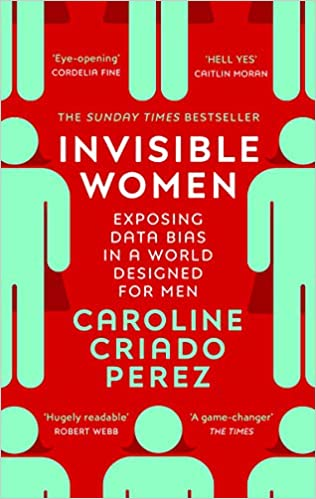 'Eye-opening'
CORDELIA FINE
'HELL YES'
CAITLIN MORAN
THE SUNDAY TIMES BESTSELLER
INVISIBLE
WOMEN
EXPOSING
DATA BIAS
IN A WORLD
DESIGNED
FOR MEN
CAROLINE
CRIADO
PEREZ
'Hugely readable'
ROBERT WEBB
'A game-changer'
THE TIMES